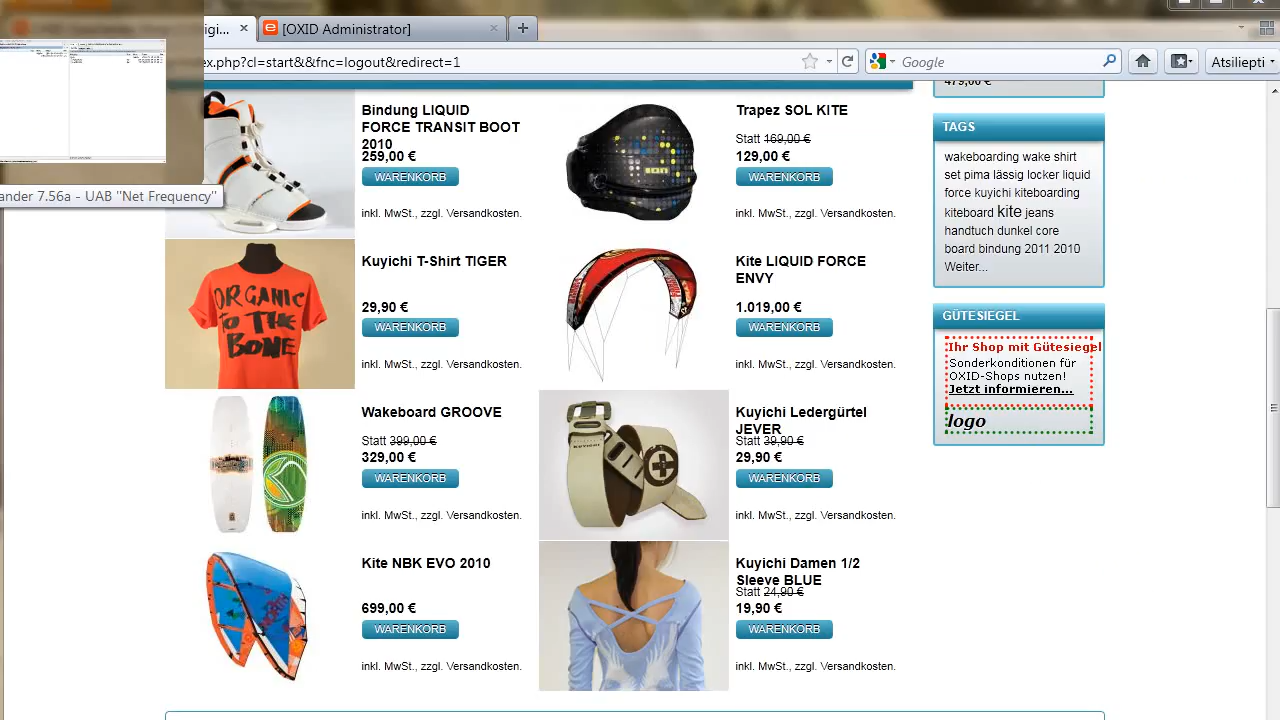 igi...
[OXID Administrator]
ex.php?cl=start&&fnc=logout&redirect=1
Google
Atsiliepti
ander 7.56a - UAB "Net Frequency"
Bindung LIQUID
FORCE TRANSIT BOOT
2010
259,00 €
WARENKORB
inkl. MwSt., zzgl. Versandkosten.
Trapez SOL KITE
Statt 169,00 €
129,00 €
WARENKORB
inkl. MwSt., zzgl. Versandkosten.
ORGANIC
TO THE
BONE
Kuyichi T-Shirt TIGER
29,90 €
WARENKORB
inkl. MwSt., zzgl. Versandkosten.
Kite LIQUID FORCE
ENVY
1.019,00 €
WARENKORB
inkl. MwSt., zzgl. Versandkosten.
Wakeboard GROOVE
Statt 399,00 €
329,00 €
WARENKORB
inkl. MwSt., zzgl. Versandkosten.
Kuyichi Ledergürtel
JEVER
Statt 39,90 €
29,90 €
WARENKORB
inkl. MwSt., zzgl. Versandkosten.
Kite NBK EVO 2010
699,00 €
WARENKORB
inkl. MwSt., zzgl. Versandkosten.
Kuyichi Damen 1/2
Sleeve BLUE
Statt 24,90 €
19,90 €
WARENKORB
inkl. MwSt., zzgl. Versandkosten.
479,00 €
TAGS
wakeboarding wake shirt
set pima lässig locker liquid
force kuyichi kiteboarding
kiteboard kite jeans
handtuch dunkel core
board bindung 2011 2010
Weiter...
GÜTESIEGEL
Ihr Shop mit Gütesiegel
Sonderkonditionen für
OXID-Shops nutzen!
Jetzt informieren...
logo